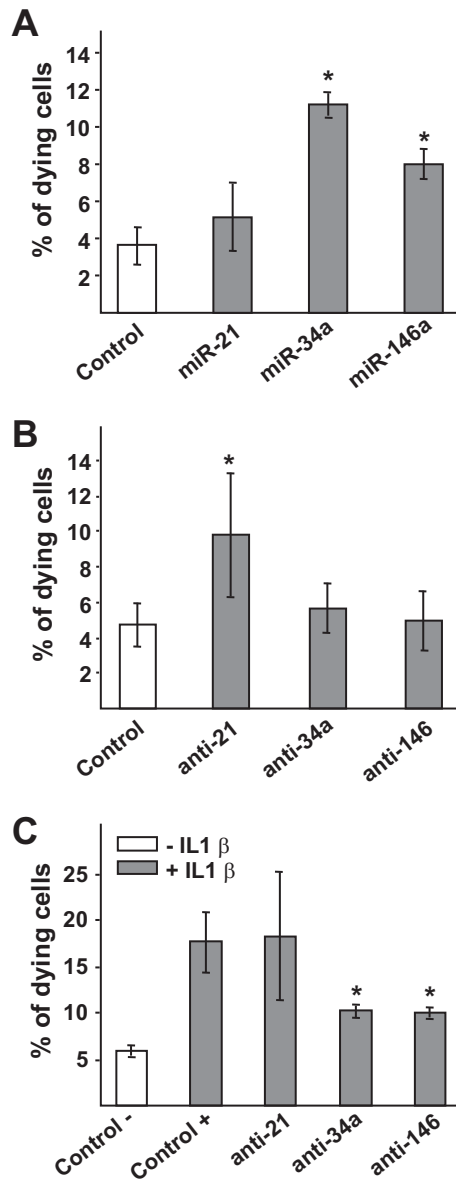 A
% of dying cells
14
12
10
8
6
4
2
*
*
Control
miR-21
miR-34a
miR-146a
B
% of dying cells
14
12
10
8
6
4
2
*
Control
anti-21
anti-34a
anti-146
C
- IL1 β
+ IL1 β
% of dying cells
25
20
15
10
5
*
*
Control -
Control +
anti-21
anti-34a
anti-146